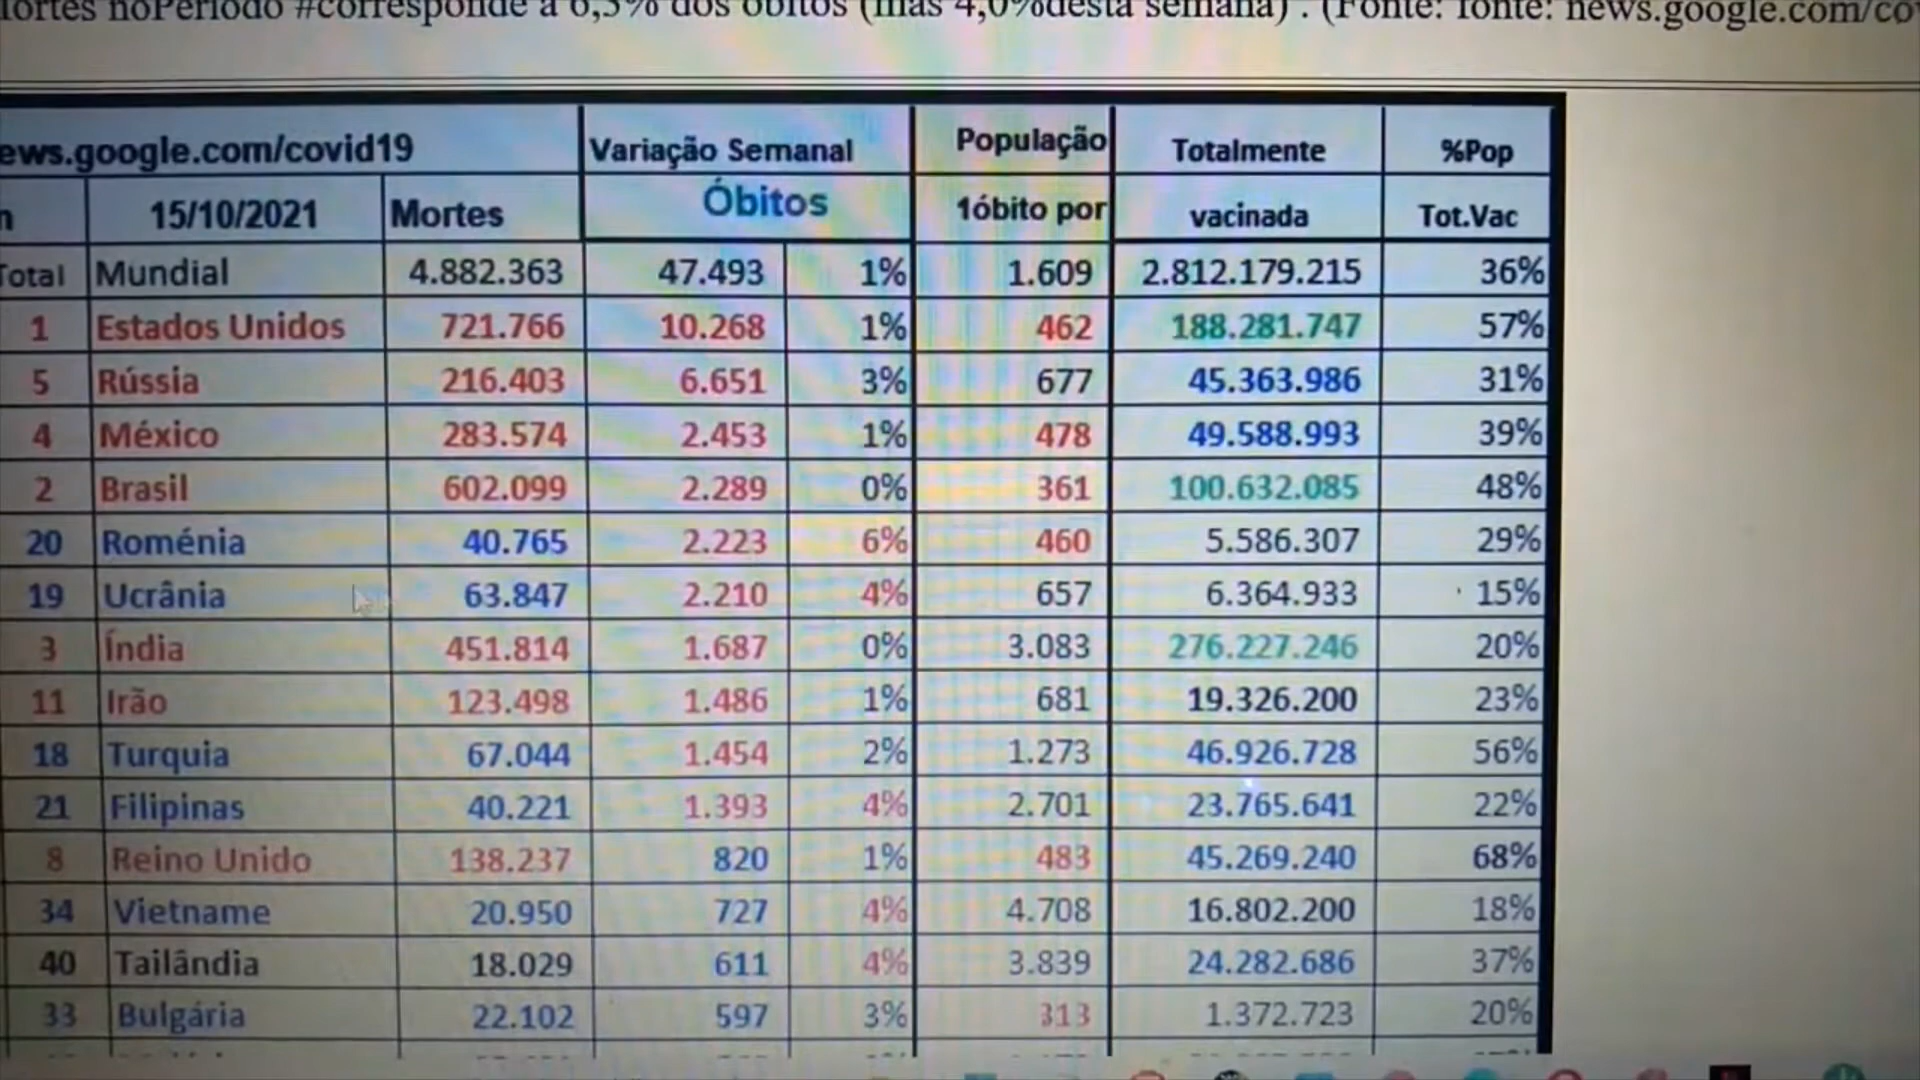 noPeriodo #corresponde a 6,5% dos óbitos (mas 4,0%desta semana) . (Fonte: fonte: news.google.com/co
ews.google.com/covid19 Variação Semanal População Totalmente %Pop
15/10/2021 Mortes Óbitos 1óbito por vacinada Tot.Vac
Total Mundial 4.882.363 47.493 1% 1.609 2.812.179.215 36%
1 Estados Unidos 721.766 10.268 1% 462 188.281.747 57%
5 Rússia 216.403 6.651 3% 677 45.363.986 31%
4 México 283.574 2.453 1% 478 49.588.993 39%
2 Brasil 602.099 2.289 0% 361 100.632.085 48%
20 Roménia 40.765 2.223 6% 460 5.586.307 29%
19 Ucrânia 63.847 2.210 4% 657 6.364.933 15%
3 Índia 451.814 1.687 0% 3.083 276.227.246 20%
11 Irão 123.498 1.486 1% 681 19.326.200 23%
18 Turquia 67.044 1.454 2% 1.273 46.926.728 56%
21 Filipinas 40.221 1.393 4% 2.701 23.765.641 22%
8 Reino Unido 138.237 820 1% 483 45.269.240 68%
34 Vietname 20.950 727 4% 4.708 16.802.200 18%
40 Tailândia 18.029 611 4% 3.839 24.282.686 37%
33 Bulgária 22.102 597 3% 313 1.372.723 20%